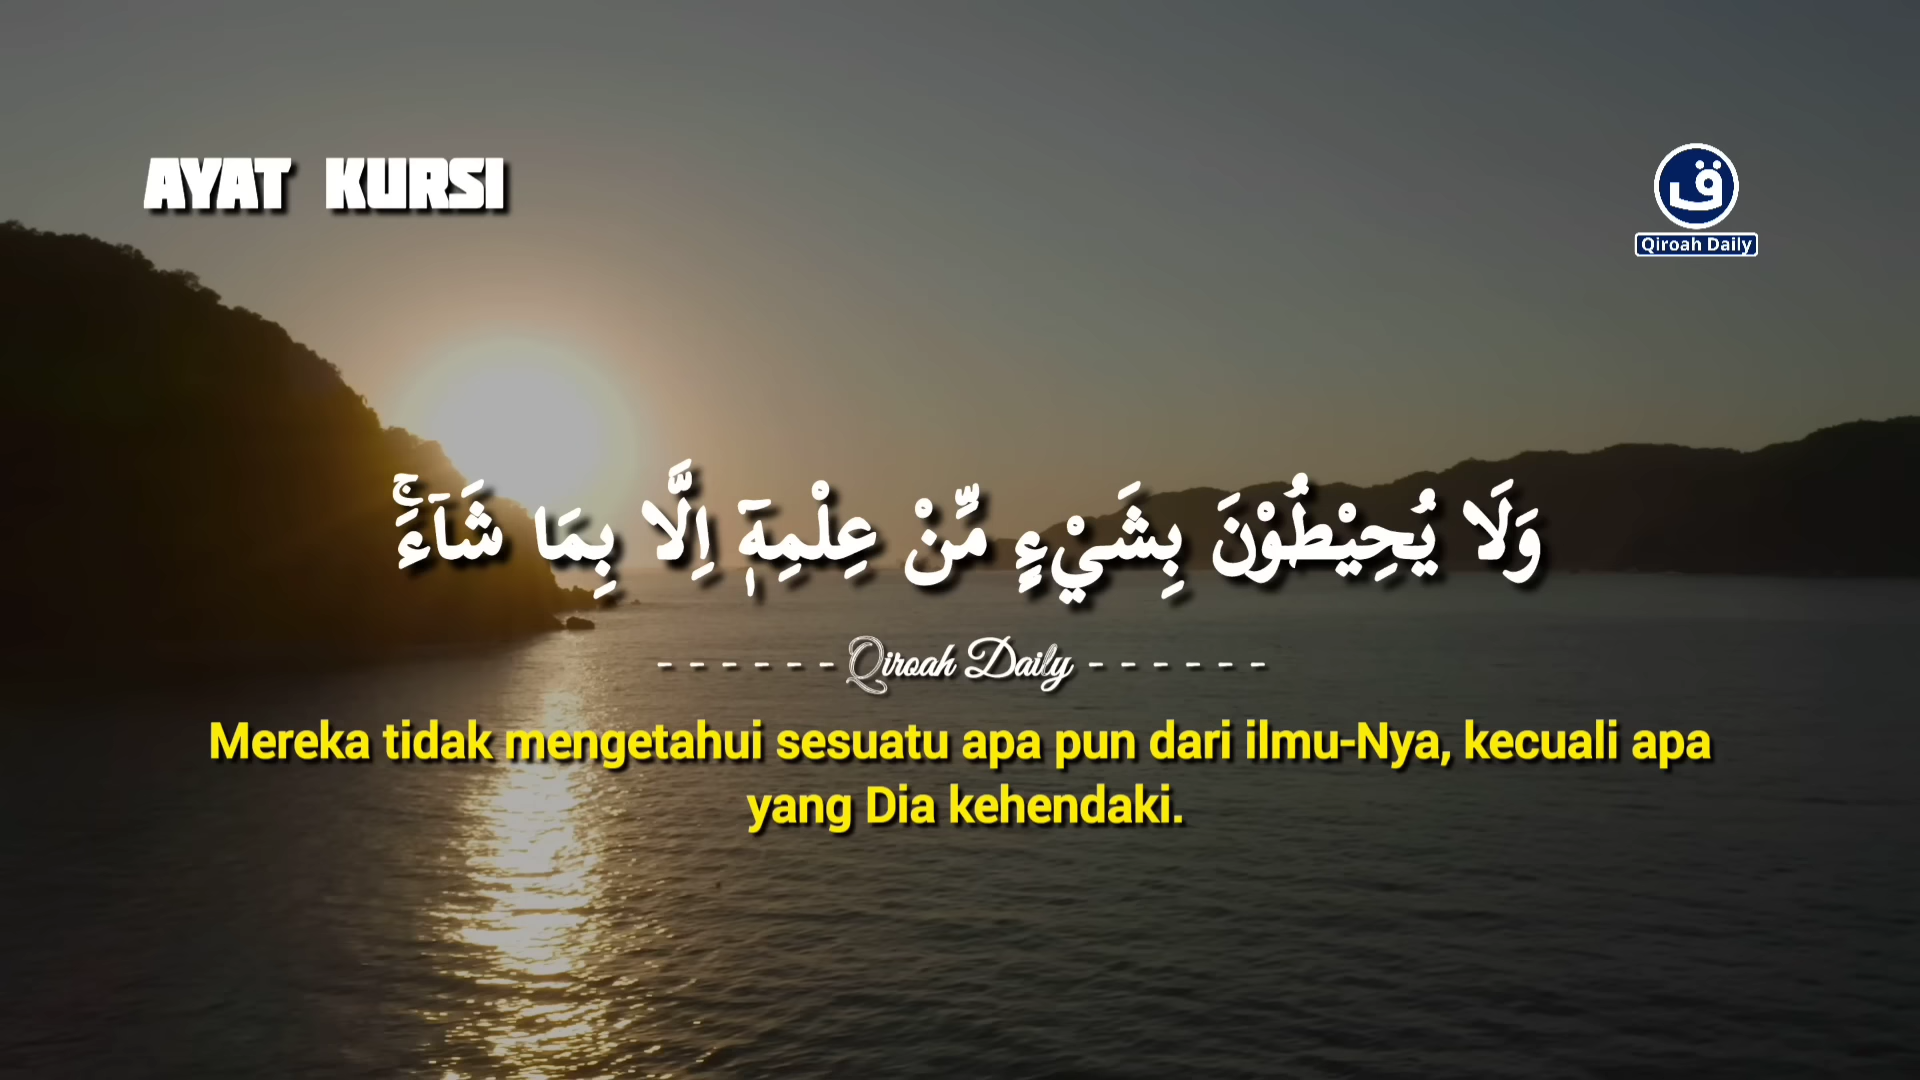 AYAT KURSI
ق
Qiroah Daily
وَلَا يُحِيْطُوْنَ بِشَيْءٍ مِّنْ عِلْمِهٖٓ اِلَّا بِمَا شَاۤءَۚ
- - - - - - Qiroah Daily - - - - - -
Mereka tidak mengetahui sesuatu apa pun dari ilmu-Nya, kecuali apa
yang Dia kehendaki.